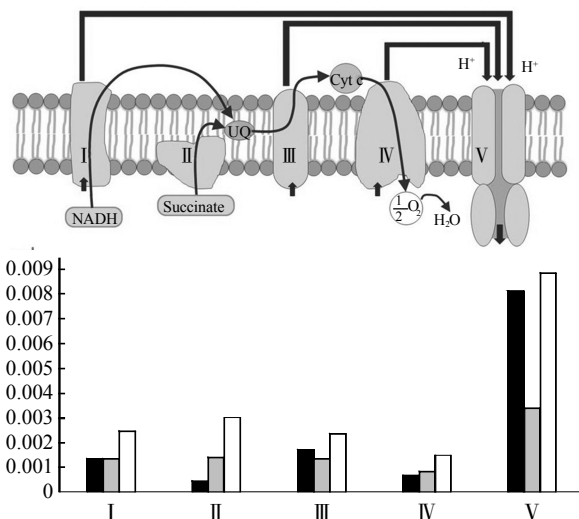 H⁺ H⁺
Cyt c
UQ
I II III IV V
NADH
Succinate
1/2 O₂
H₂O
0.009
0.008
0.007
0.006
0.005
0.004
0.003
0.002
0.001
0
I II III IV V